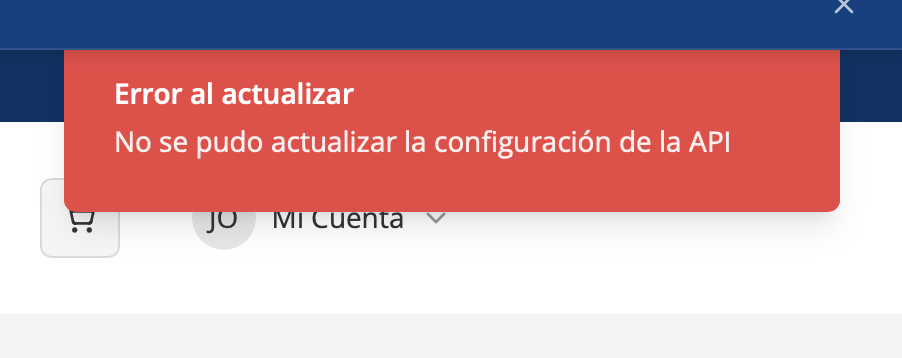 Error al actualizar
No se pudo actualizar la configuración de la API
JO Mi Cuenta